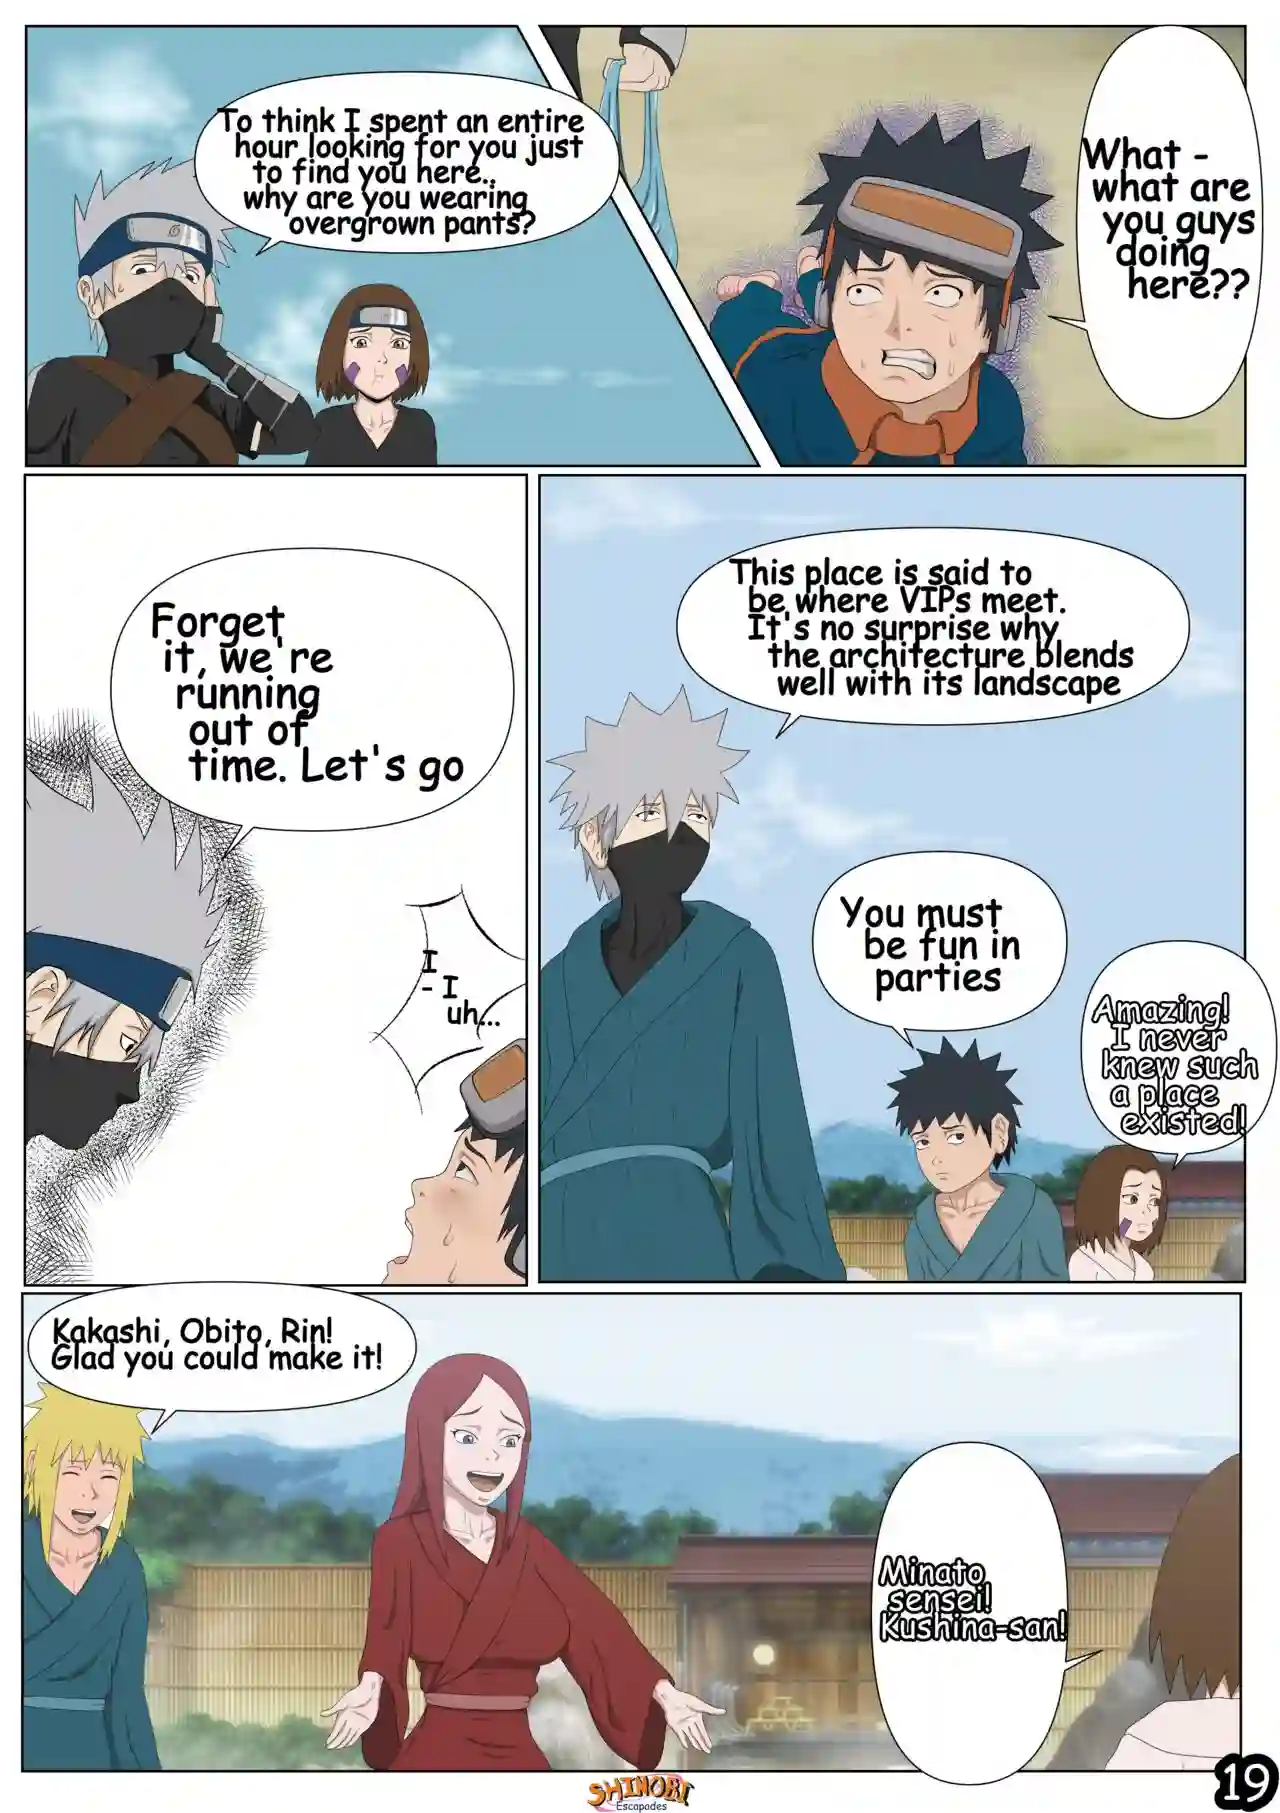 To think I spent an entire
hour looking for you just
to find you here..
why are you wearing
overgrown pants?
What -
what are
you guys
doing
here??
Forget
it, we're
running
out of
time. Let's go
I
- I
uh...
This place is said to
be where VIPs meet.
It's no surprise why
the architecture blends
well with its landscape
You must
be fun in
parties
Amazing!
I never
knew such
a place
existed!
Kakashi, Obito, Rin!
Glad you could make it!
Minato
sensei!
Kushina-san!
SHINOBI
Escapades
19